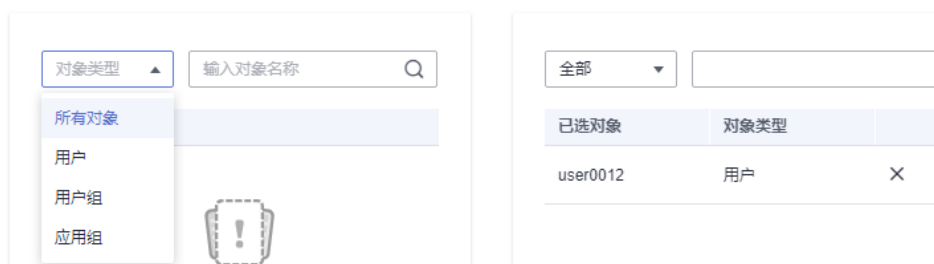 对象类型
输入对象名称
所有对象
用户
用户组
应用组
全部
已选对象 对象类型
user0012 用户